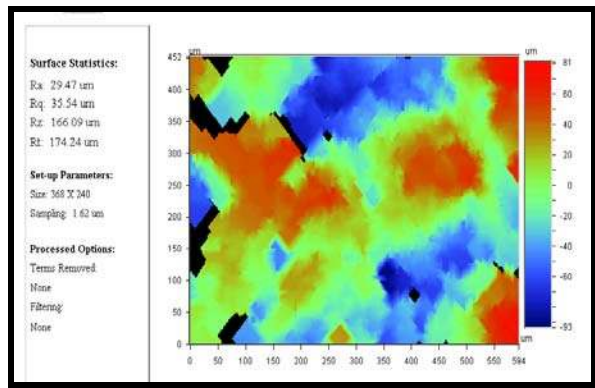 Surface Statistics:
Ra: 29.47 um
Rq: 35.54 um
Rz: 166.09 um
Rt: 174.24 um
Set-up Parameters:
Size: 368 X 240
Sampling: 1.62 um
Processed Options:
Terms Removed:
None
Filtering:
None
um
452
400
350
300
250
200
150
100
50
0
0 50 100 150 200 250 300 350 400 450 500 550 594
um
um
81
60
40
20
0
-20
-40
-60
-93